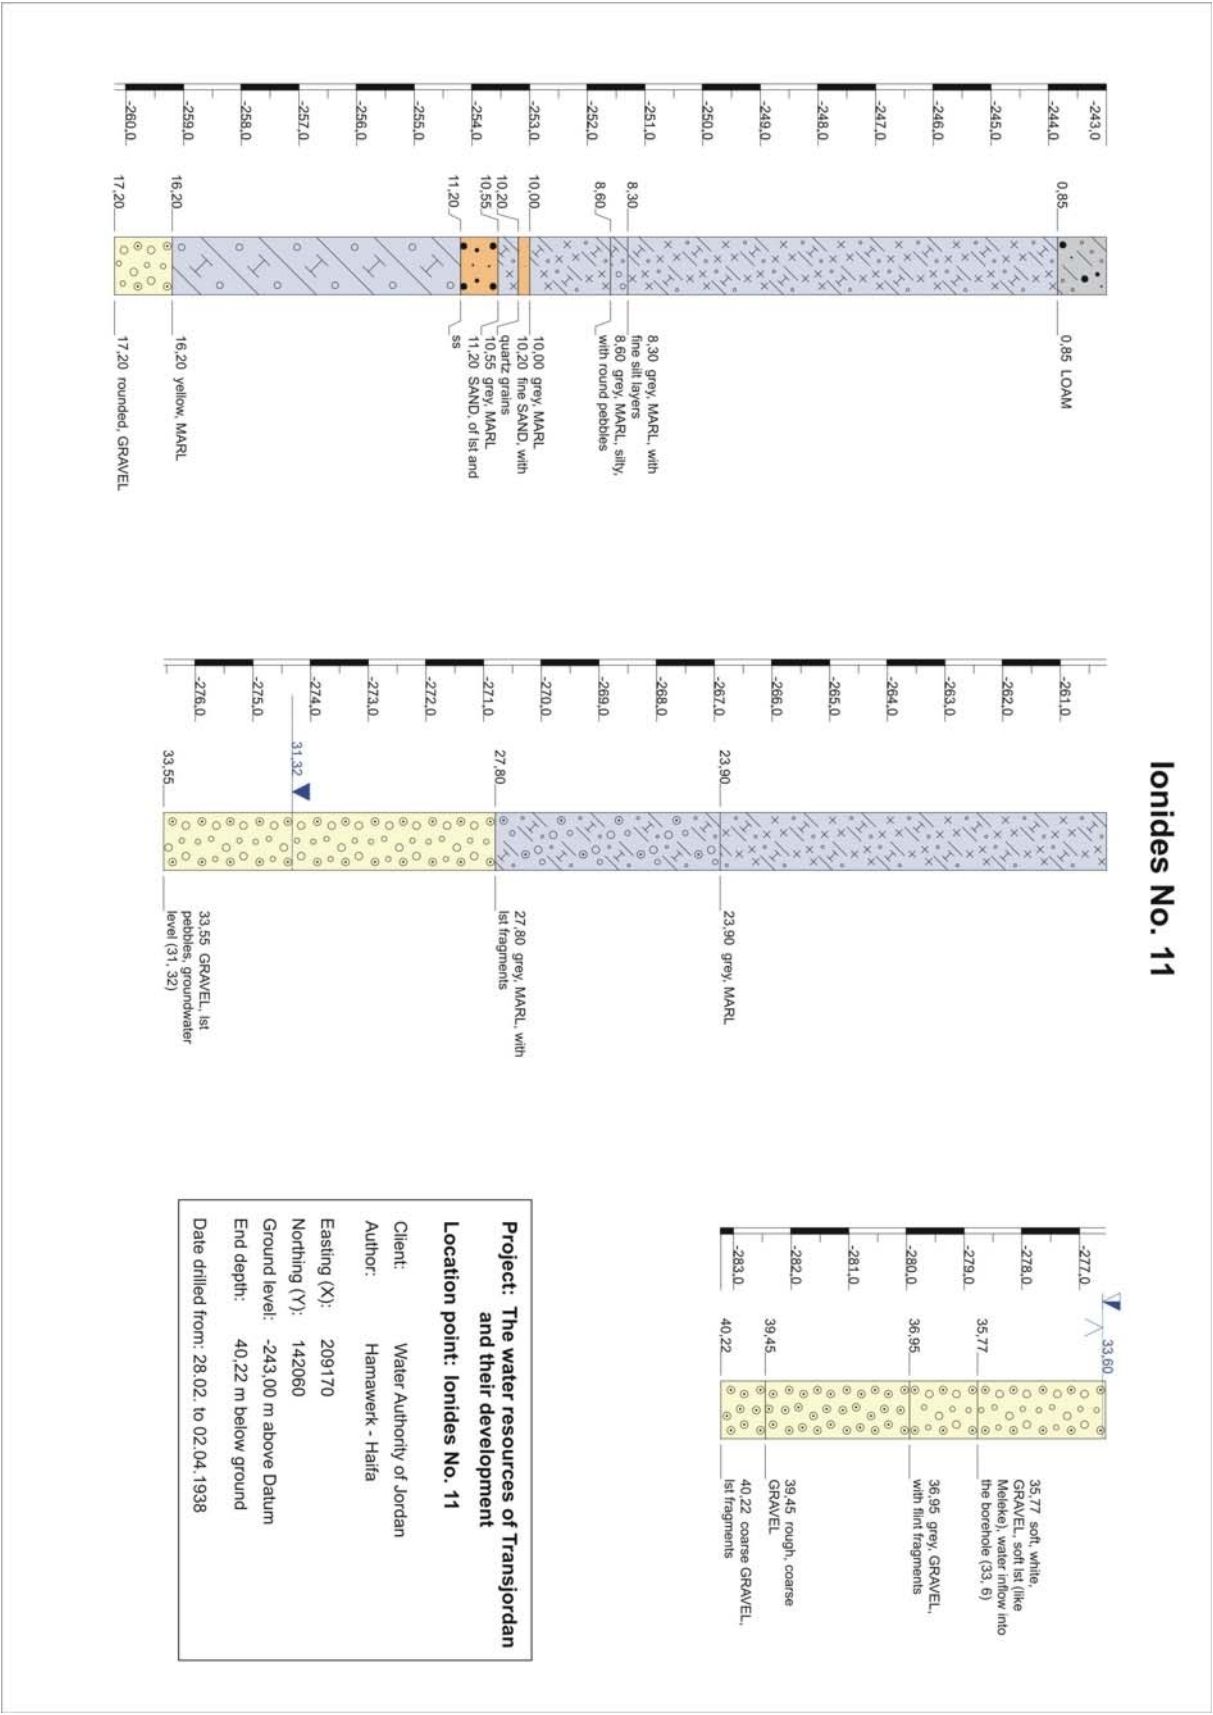 Ionides No. 11
-243,0
-244,0
-245,0
-246,0
-247,0
-248,0
-249,0
-250,0
-251,0
-252,0
-253,0
-254,0
-255,0
-256,0
-257,0
-258,0
-259,0
-260,0
0,85
8,30
8,60
10,00
10,20
10,55
11,20
16,20
17,20
0,85 LOAM
8,30 grey, MARL, with
fine silt layers
8,60 grey, MARL, silty,
with round pebbles
10,00 grey, MARL
10,20 fine SAND, with
quartz grains
10,55 grey, MARL
11,20 SAND, of lst and
ss
16,20 yellow, MARL
17,20 rounded, GRAVEL
-261,0
-262,0
-263,0
-264,0
-265,0
-266,0
-267,0
-268,0
-269,0
-270,0
-271,0
-272,0
-273,0
-274,0
-275,0
-276,0
23,90
27,80
31,32
33,55
23,90 grey, MARL
27,80 grey, MARL, with
lst fragments
33,55 GRAVEL, lst
pebbles, groundwater
level (31, 32)
-277,0
-278,0
-279,0
-280,0
-281,0
-282,0
-283,0
33,60
35,77
36,95
39,45
40,22
35,77 soft, white,
GRAVEL, soft lst (like
Meleke), water inflow into
the borehole (33, 6)
36,95 grey, GRAVEL,
with flint fragments
39,45 rough, coarse
GRAVEL
40,22 coarse GRAVEL,
lst fragments
Project: The water resources of Transjordan
and their development
Location point: Ionides No. 11
Client: Water Authority of Jordan
Author: Hamawerk - Haifa
Easting (X): 209170
Northing (Y): 142060
Ground level: -243,00 m above Datum
End depth: 40,22 m below ground
Date drilled from: 28.02. to 02.04.1938